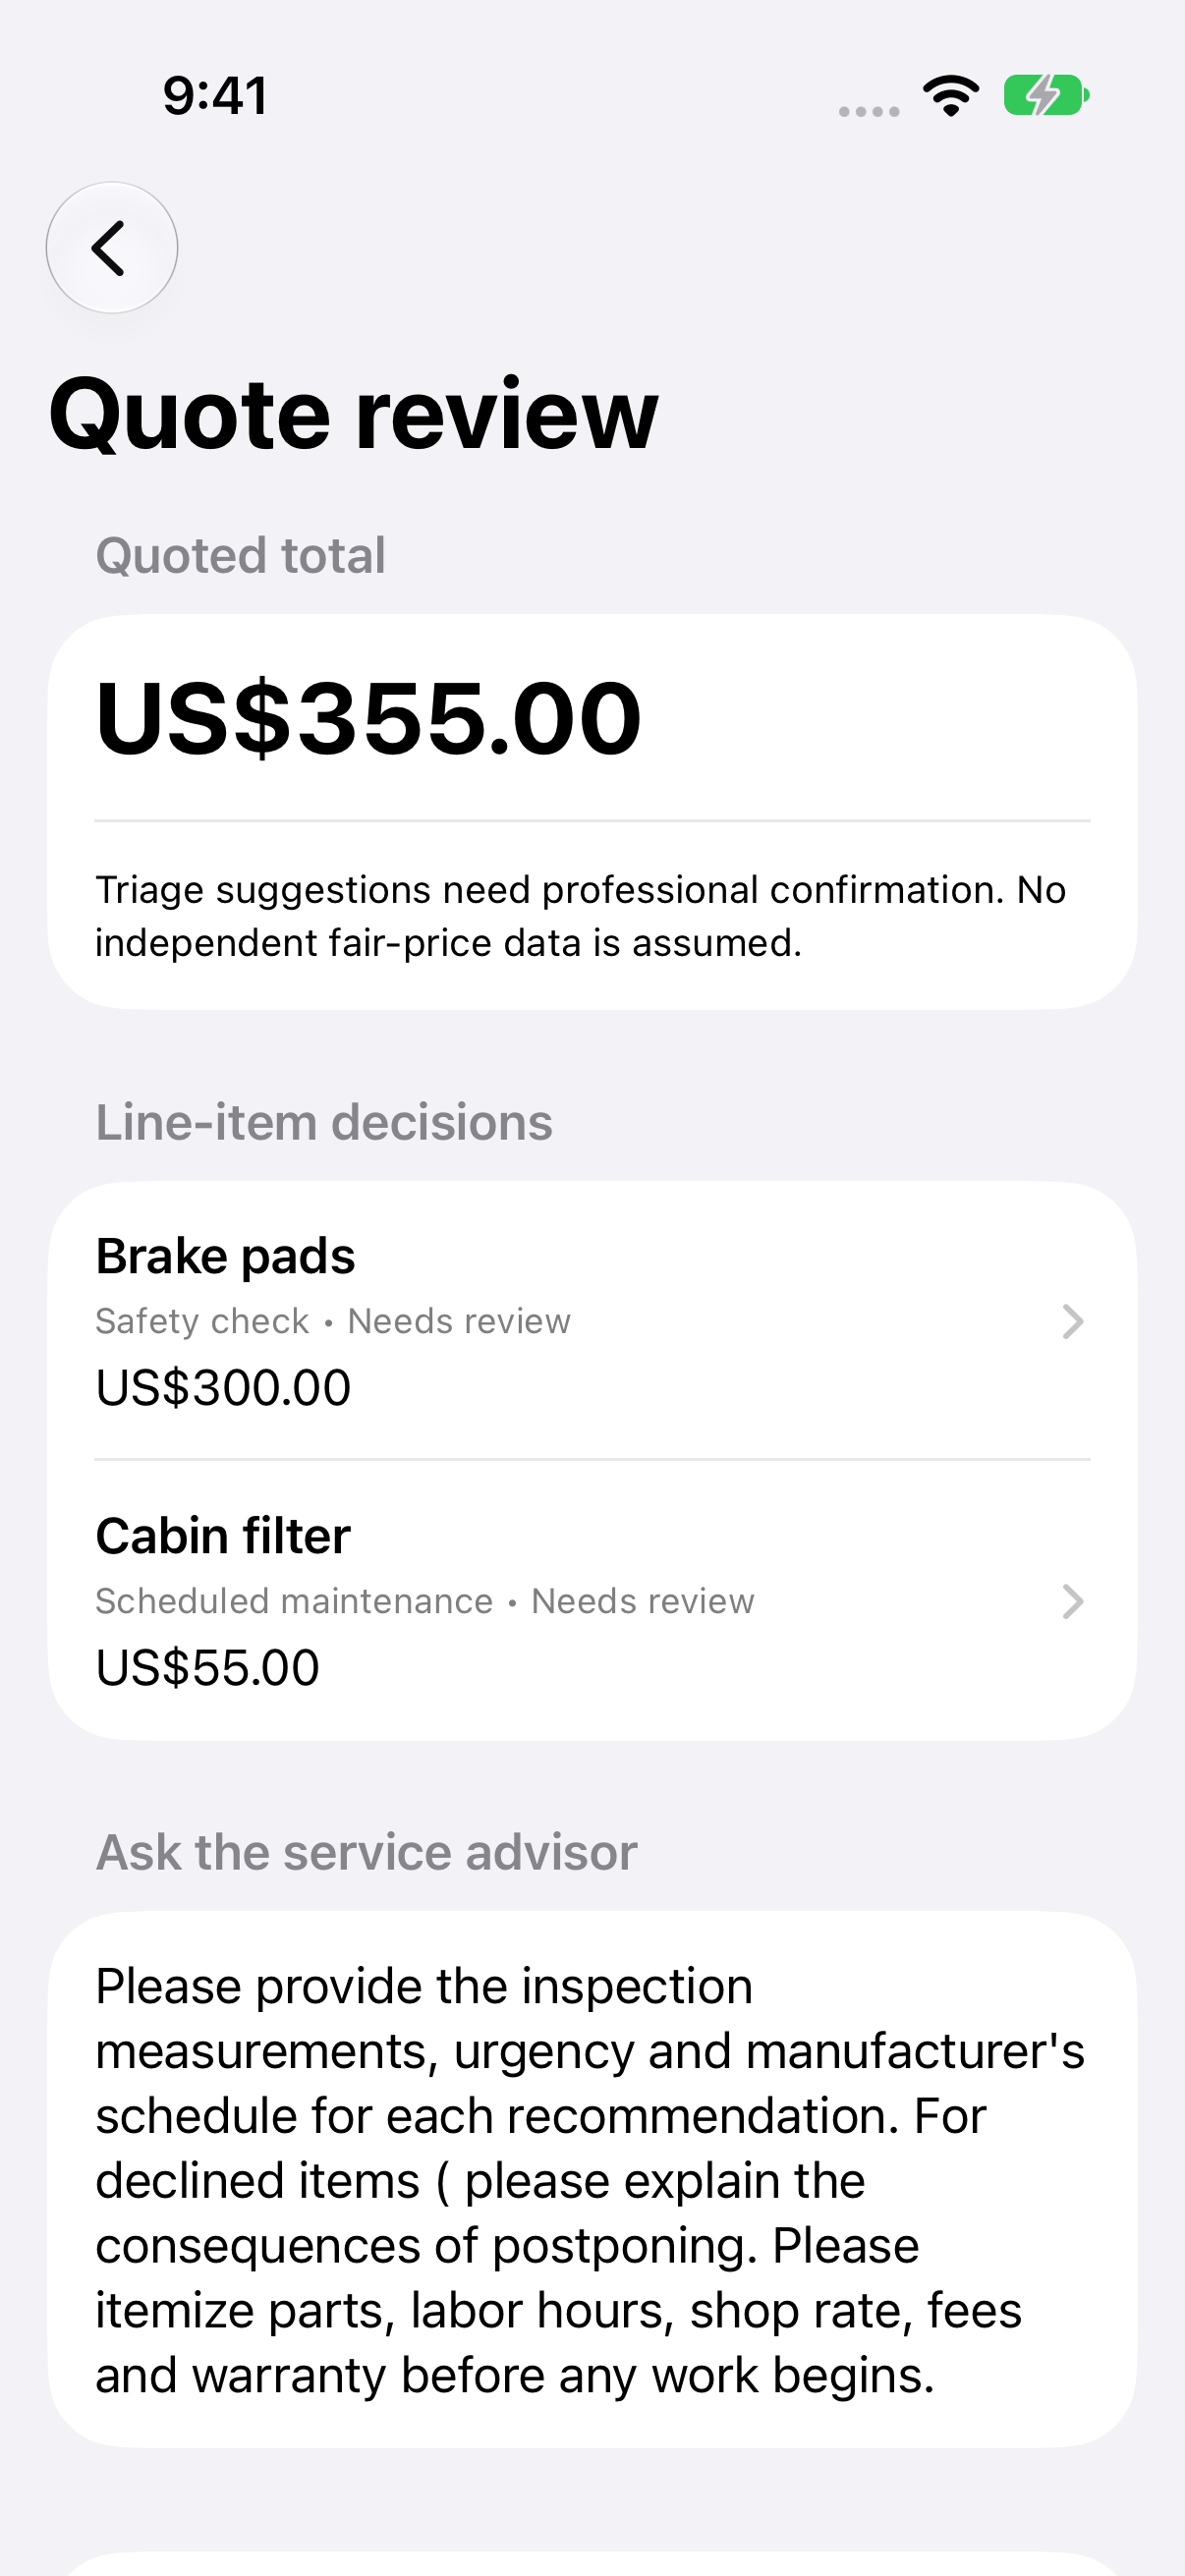 9:41
Quote review
Quoted total
US$355.00
Triage suggestions need professional confirmation. No
independent fair-price data is assumed.
Line-item decisions
Brake pads
Safety check • Needs review
US$300.00
Cabin filter
Scheduled maintenance • Needs review
US$55.00
Ask the service advisor
Please provide the inspection
measurements, urgency and manufacturer's
schedule for each recommendation. For
declined items ( please explain the
consequences of postponing. Please
itemize parts, labor hours, shop rate, fees
and warranty before any work begins.